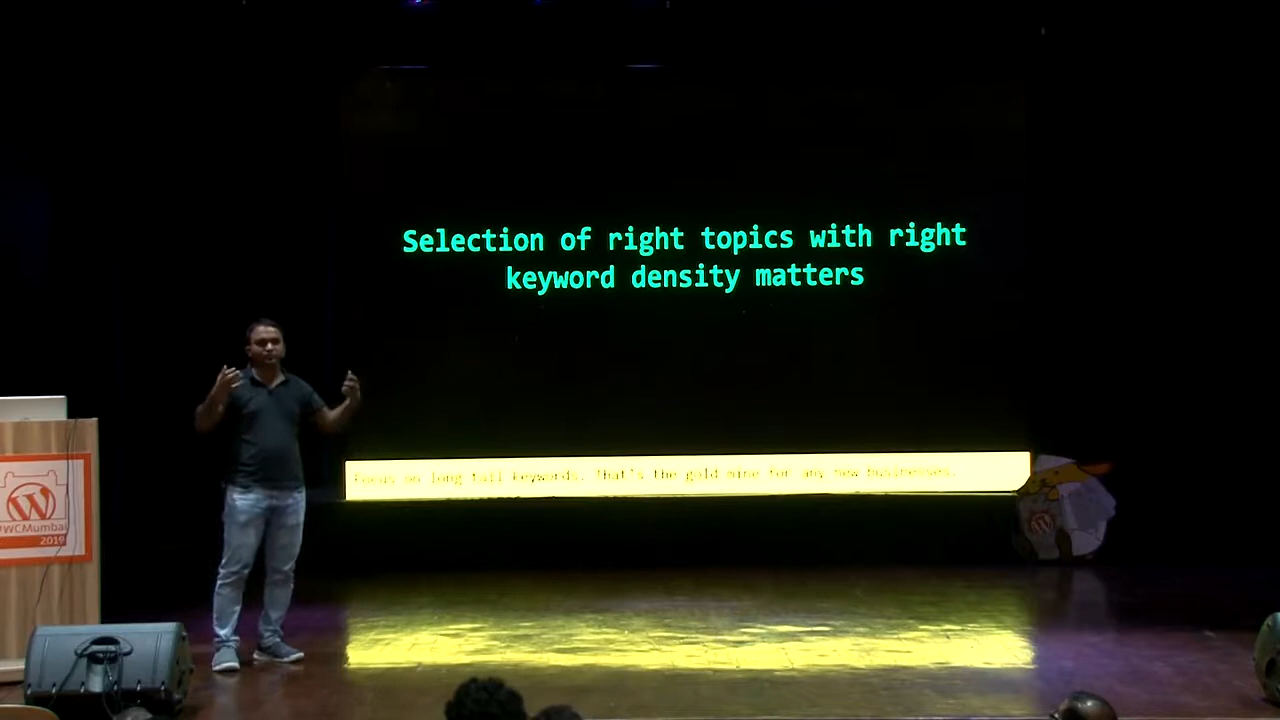 Selection of right topics with right
keyword density matters
Focus on long tail keywords. That's the gold mine for any new businesses.
#WCMumbai
2019